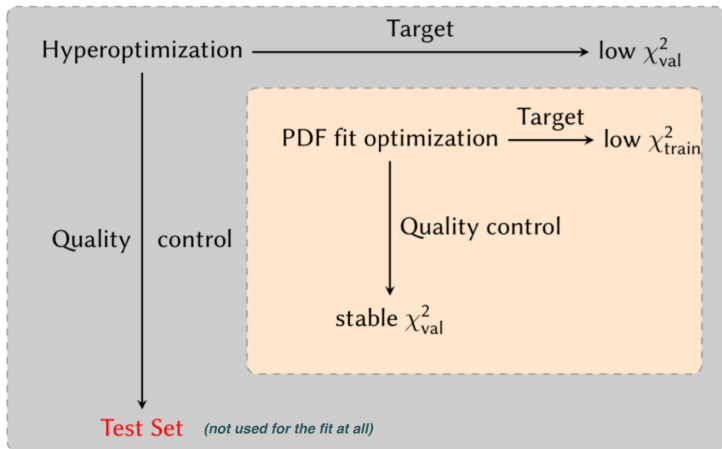 Target
Hyperoptimization
low χ²val
Target
PDF fit optimization
low χ²train
Quality control
Quality control
stable χ²val
Test Set (not used for the fit at all)